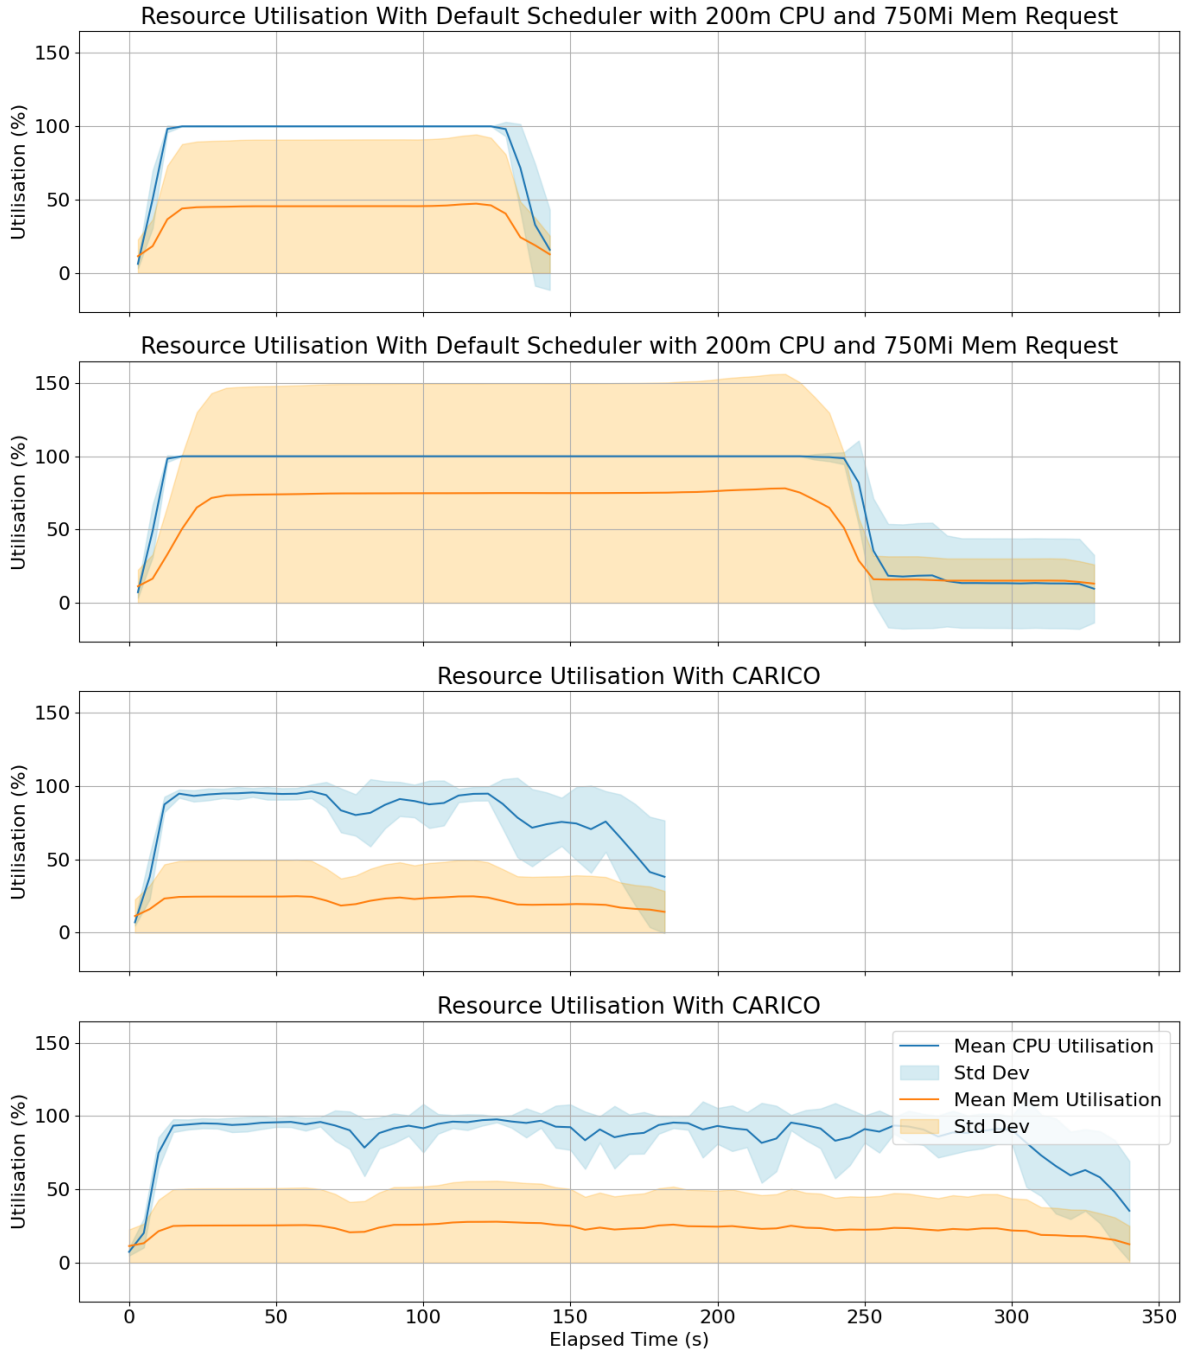 Resource Utilisation With Default Scheduler with 200m CPU and 750Mi Mem Request
150
100
50
0
Utilisation (%)
Resource Utilisation With Default Scheduler with 200m CPU and 750Mi Mem Request
150
100
50
0
Utilisation (%)
Resource Utilisation With CARICO
150
100
50
0
Utilisation (%)
Resource Utilisation With CARICO
150
100
50
0
Utilisation (%)
Mean CPU Utilisation
Std Dev
Mean Mem Utilisation
Std Dev
0 50 100 150 200 250 300 350
Elapsed Time (s)